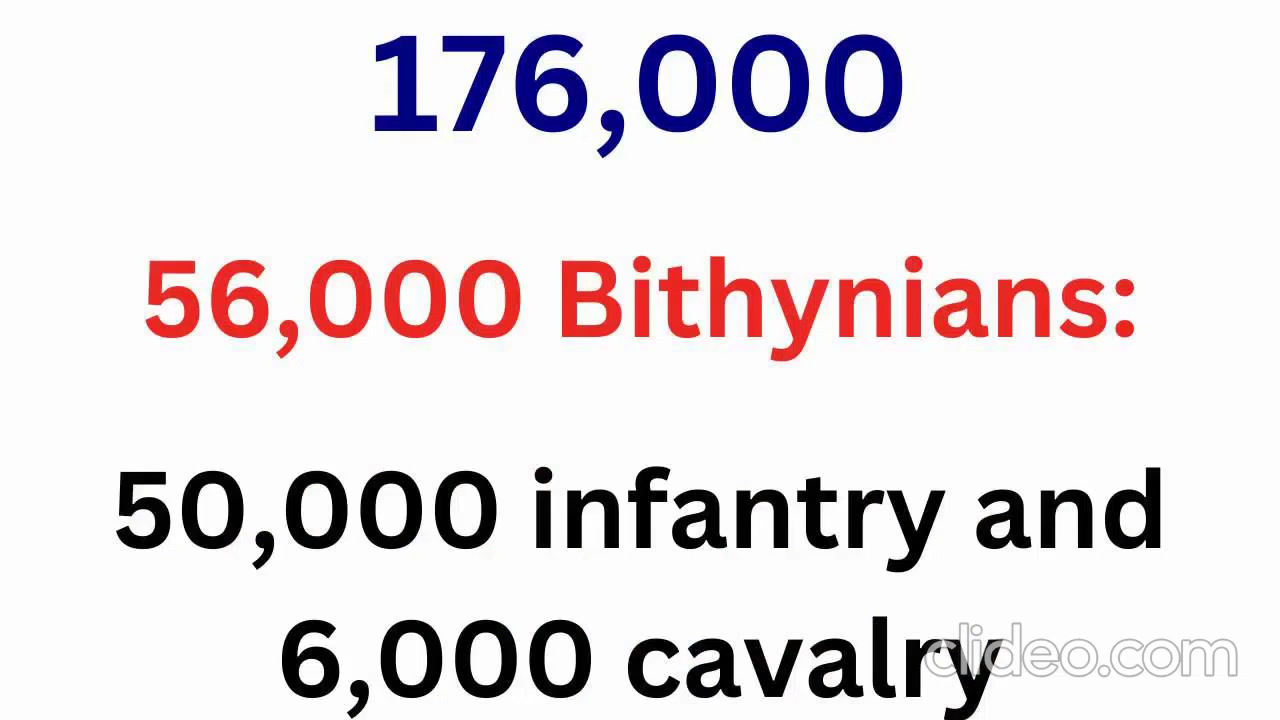 176,000
56,000 Bithynians:
50,000 infantry and
6,000 cavalry
clideo.com